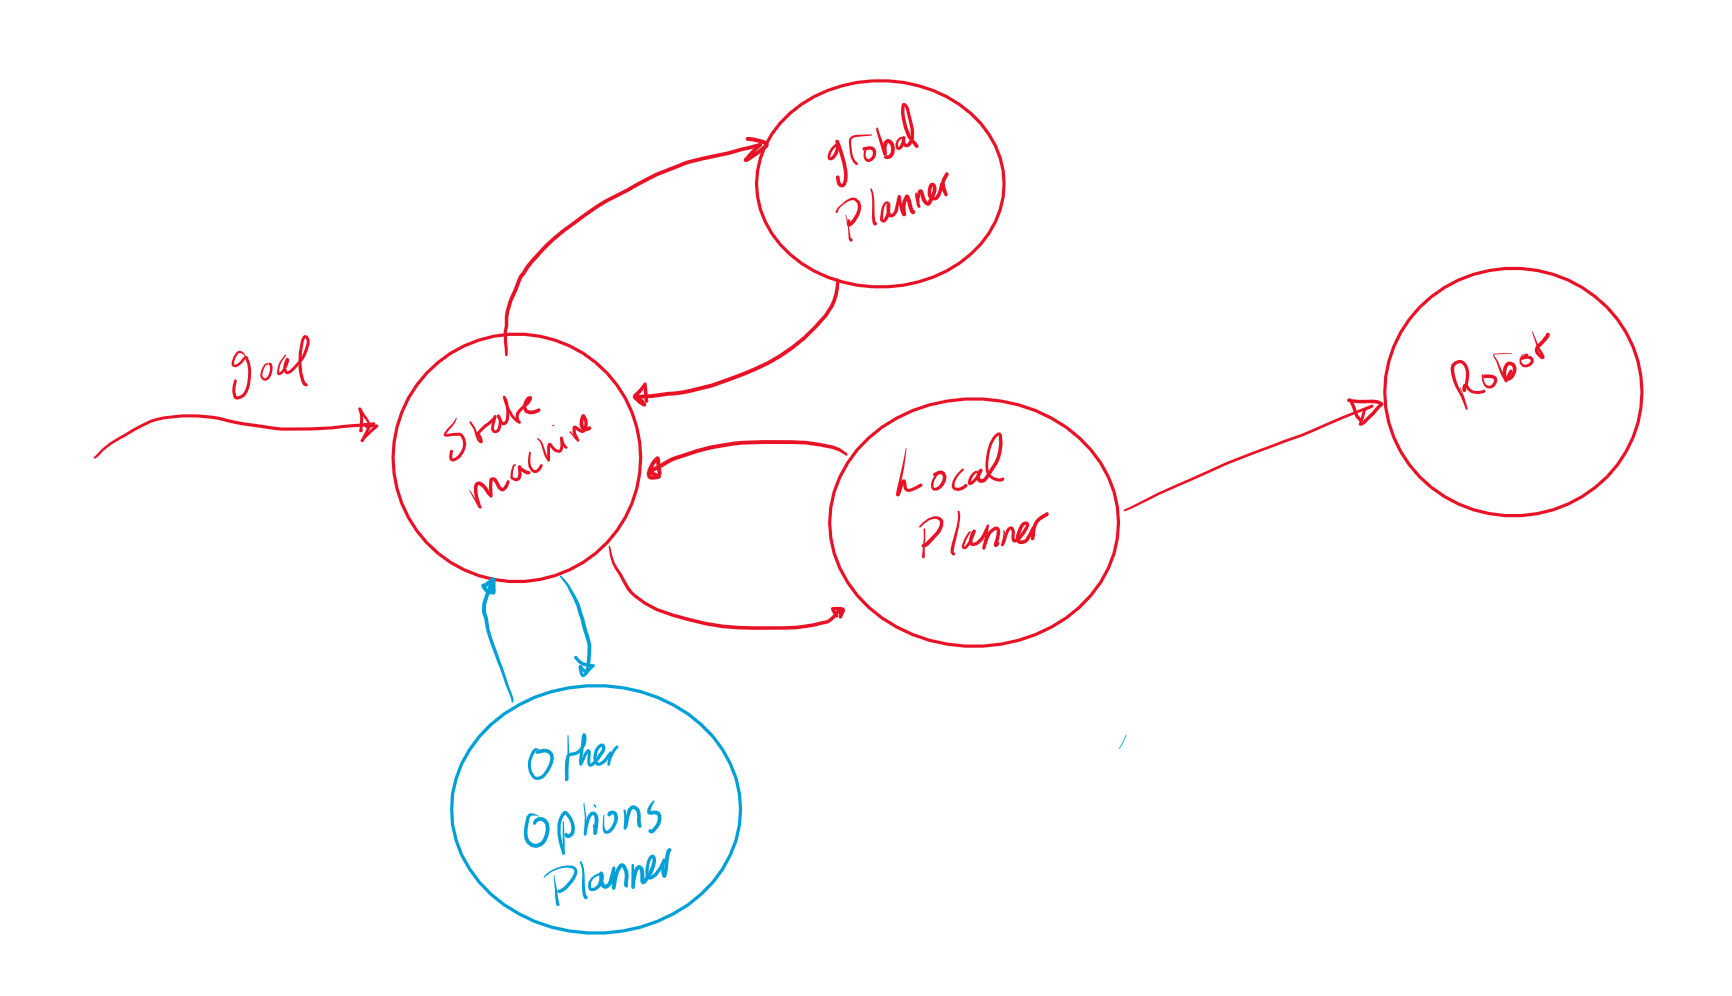 global
Planner
goal
State
machine
Local
Planner
Robot
Other
Options
Planner